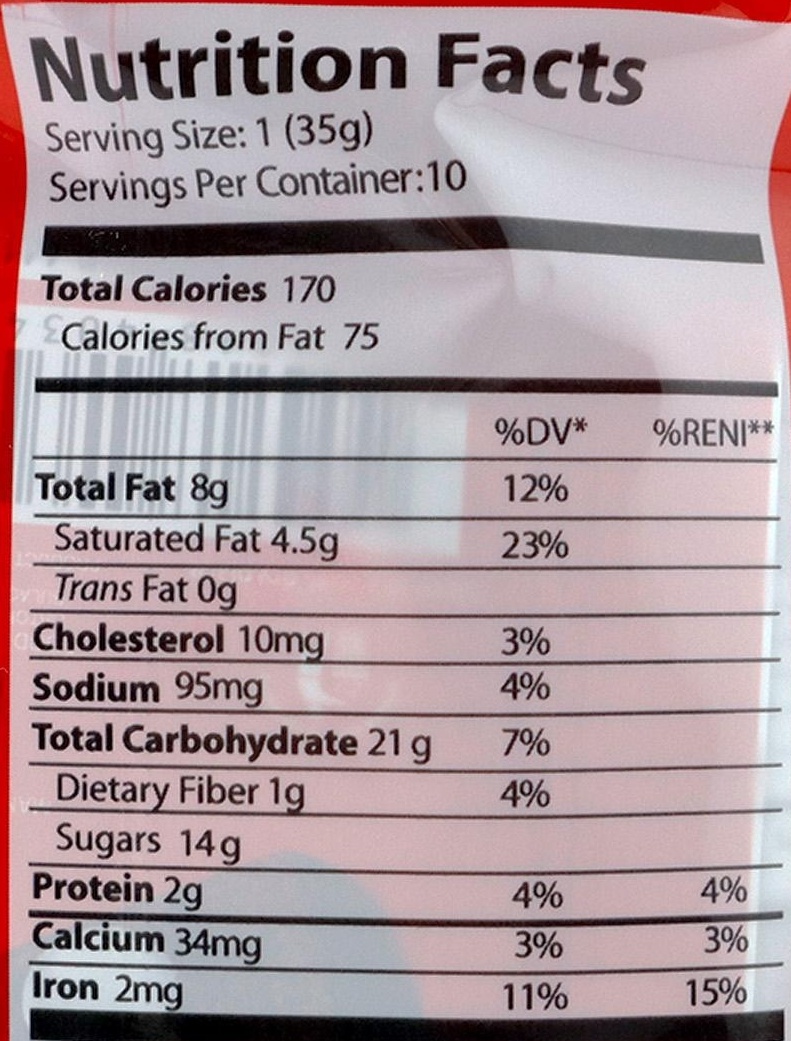 Nutrition Facts
Serving Size: 1 (35g)
Servings Per Container:10
Total Calories 170
Calories from Fat 75
%DV* %RENI**
Total Fat 8g 12%
Saturated Fat 4.5g 23%
Trans Fat 0g
Cholesterol 10mg 3%
Sodium 95mg 4%
Total Carbohydrate 21 g 7%
Dietary Fiber 1g 4%
Sugars 14g
Protein 2g 4% 4%
Calcium 34mg 3% 3%
Iron 2mg 11% 15%